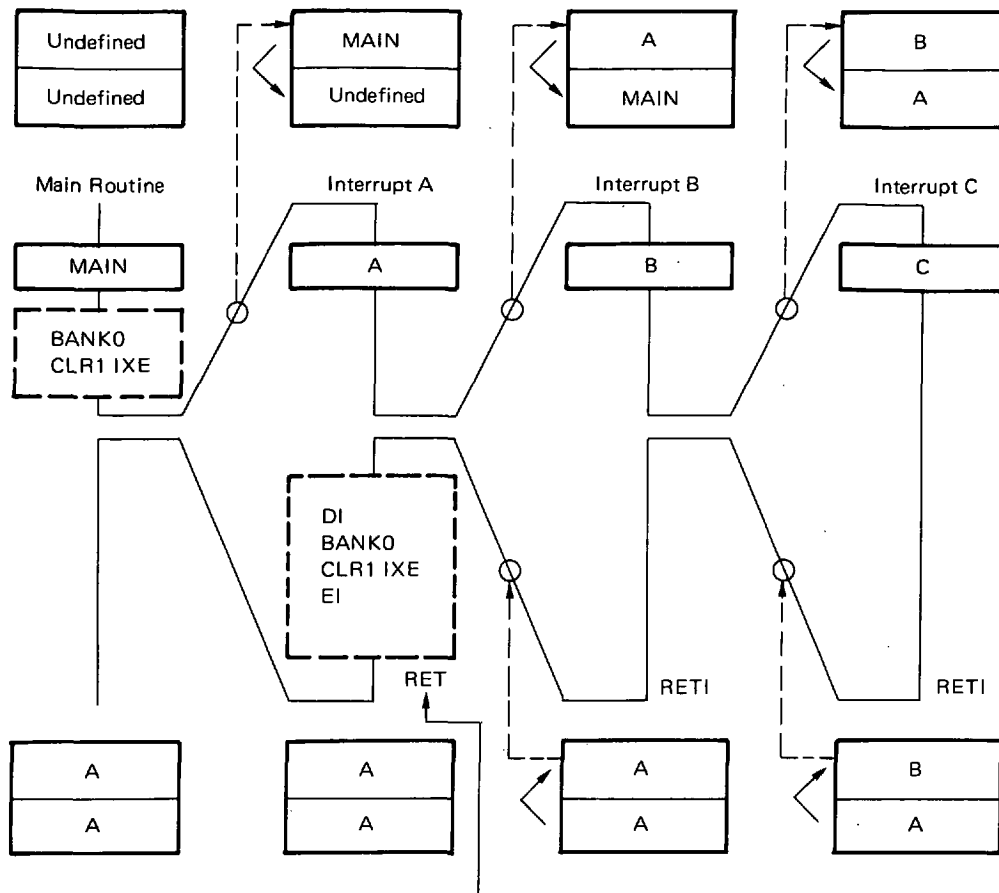 Undefined
Undefined
MAIN
Undefined
A
MAIN
B
A
Main Routine
Interrupt A
Interrupt B
Interrupt C
MAIN
A
B
C
BANK0
CLR1 IXE
DI
BANK0
CLR1 IXE
EI
RET
RETI
RETI
A
A
A
A
A
A
B
A